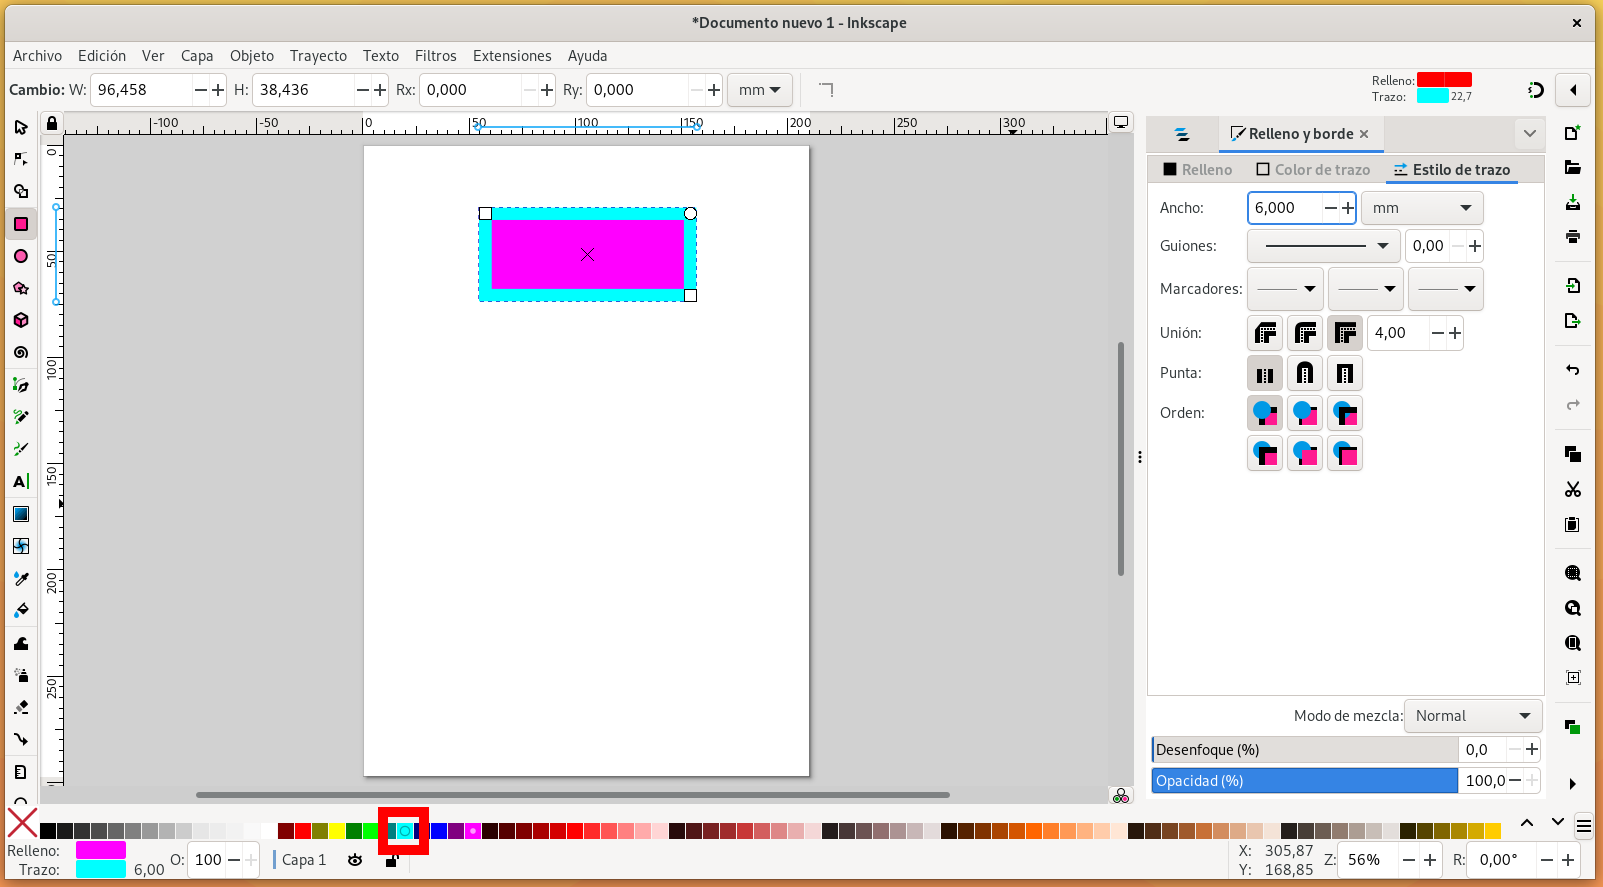 *Documento nuevo 1 - Inkscape
Archivo Edición Ver Capa Objeto Trayecto Texto Filtros Extensiones Ayuda
Cambio: W: 96,458 H: 38,436 Rx: 0,000 Ry: 0,000 mm
Relleno:
Trazo: 22,7
-100 -50 0 50 100 150 200 250 300
0
50
100
150
200
250
Relleno y borde
Relleno Color de trazo Estilo de trazo
Ancho: 6,000 mm
Guiones: 0,00
Marcadores:
Unión: 4,00
Punta:
Orden:
Modo de mezcla: Normal
Desenfoque (%) 0,0
Opacidad (%) 100,0
Relleno:
Trazo: 6,00
O: 100 Capa 1
X: 305,87
Y: 168,85
Z: 56% R: 0,00°